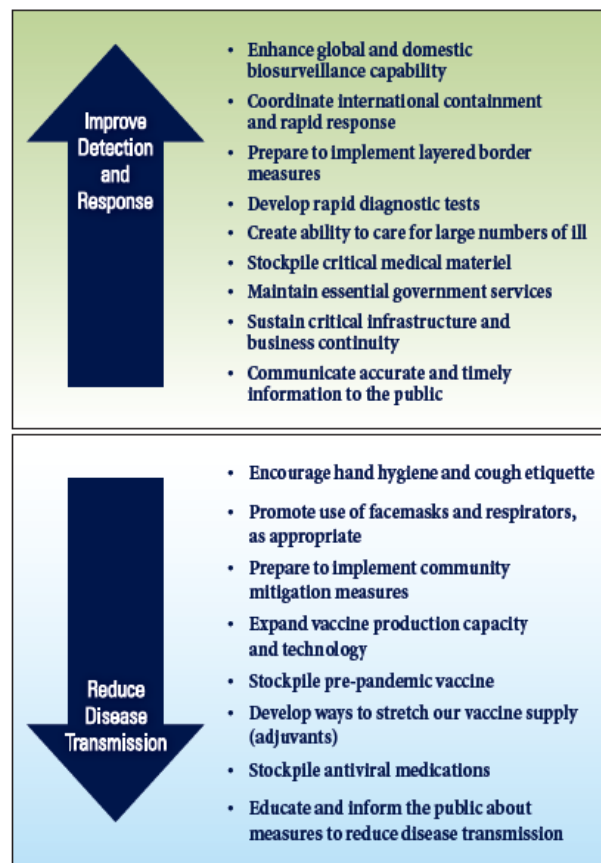 Improve
Detection
and
Response
• Enhance global and domestic
biosurveillance capability
• Coordinate international containment
and rapid response
• Prepare to implement layered border
measures
• Develop rapid diagnostic tests
• Create ability to care for large numbers of ill
• Stockpile critical medical materiel
• Maintain essential government services
• Sustain critical infrastructure and
business continuity
• Communicate accurate and timely
information to the public
Reduce
Disease
Transmission
• Encourage hand hygiene and cough etiquette
• Promote use of facemasks and respirators,
as appropriate
• Prepare to implement community
mitigation measures
• Expand vaccine production capacity
and technology
• Stockpile pre-pandemic vaccine
• Develop ways to stretch our vaccine supply
(adjuvants)
• Stockpile antiviral medications
• Educate and inform the public about
measures to reduce disease transmission